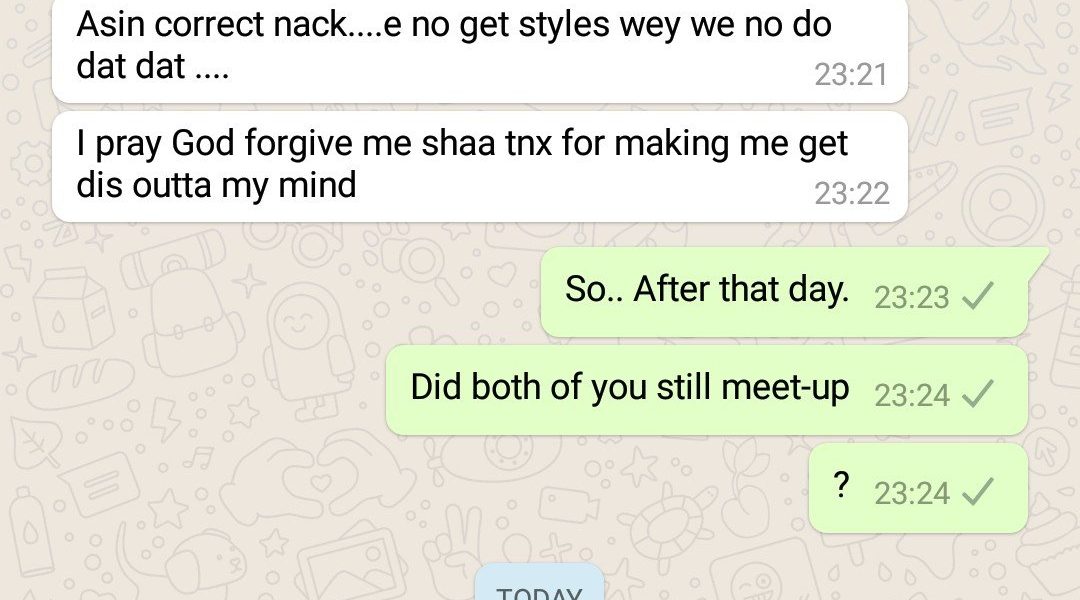 Asin correct nack....e no get styles wey we no do
dat dat ....
23:21
I pray God forgive me shaa tnx for making me get
dis outta my mind
23:22
So.. After that day. 23:23
Did both of you still meet-up 23:24
? 23:24
TODAY